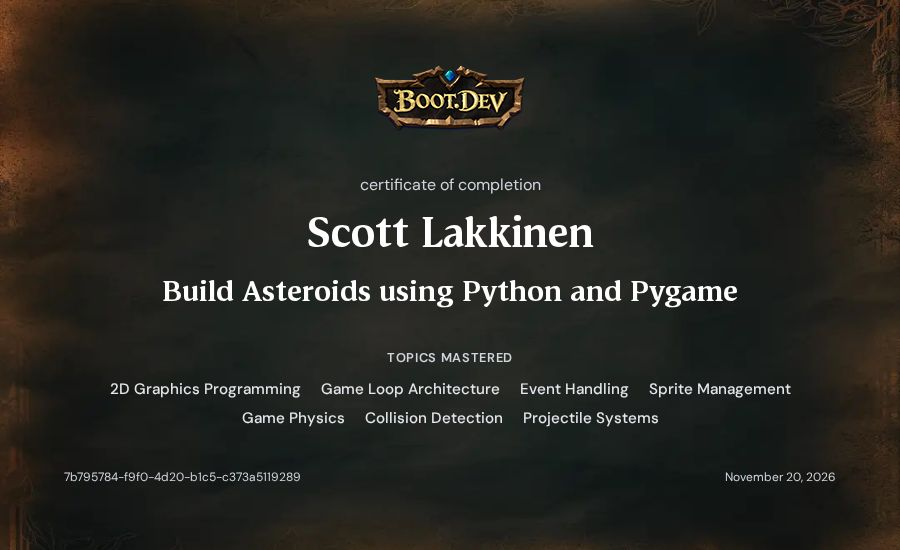 BOOT.DEV
certificate of completion
Scott Lakkinen
Build Asteroids using Python and Pygame
TOPICS MASTERED
2D Graphics Programming Game Loop Architecture Event Handling Sprite Management
Game Physics Collision Detection Projectile Systems
7b795784-f9f0-4d20-b1c5-c373a5119289 November 20, 2026